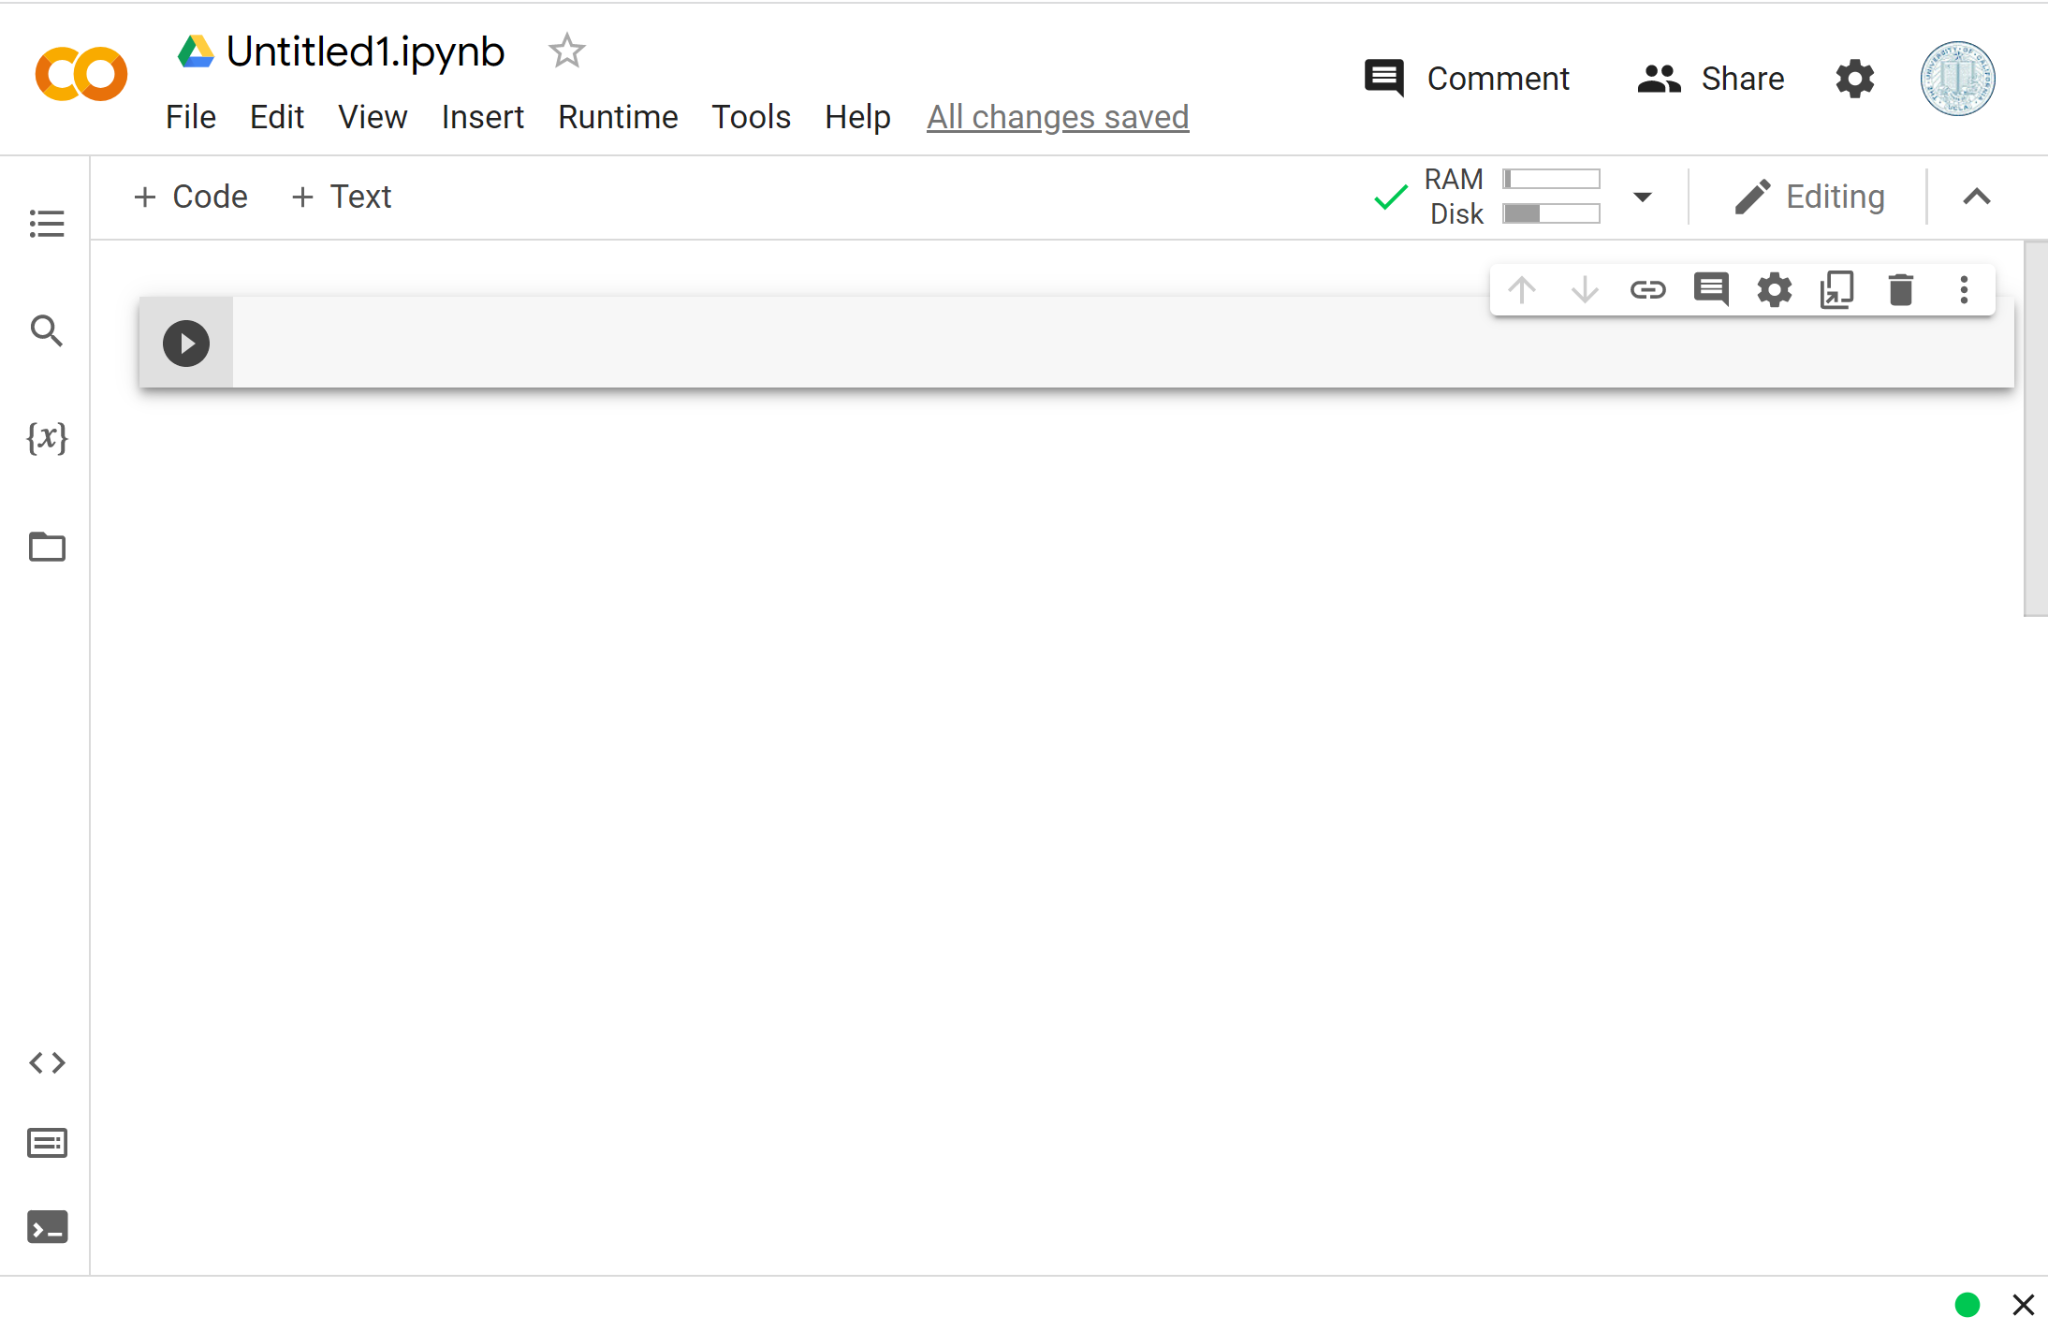 Untitled1.ipynb
File Edit View Insert Runtime Tools Help All changes saved
Comment Share
+ Code + Text
RAM
Disk
Editing
{x}